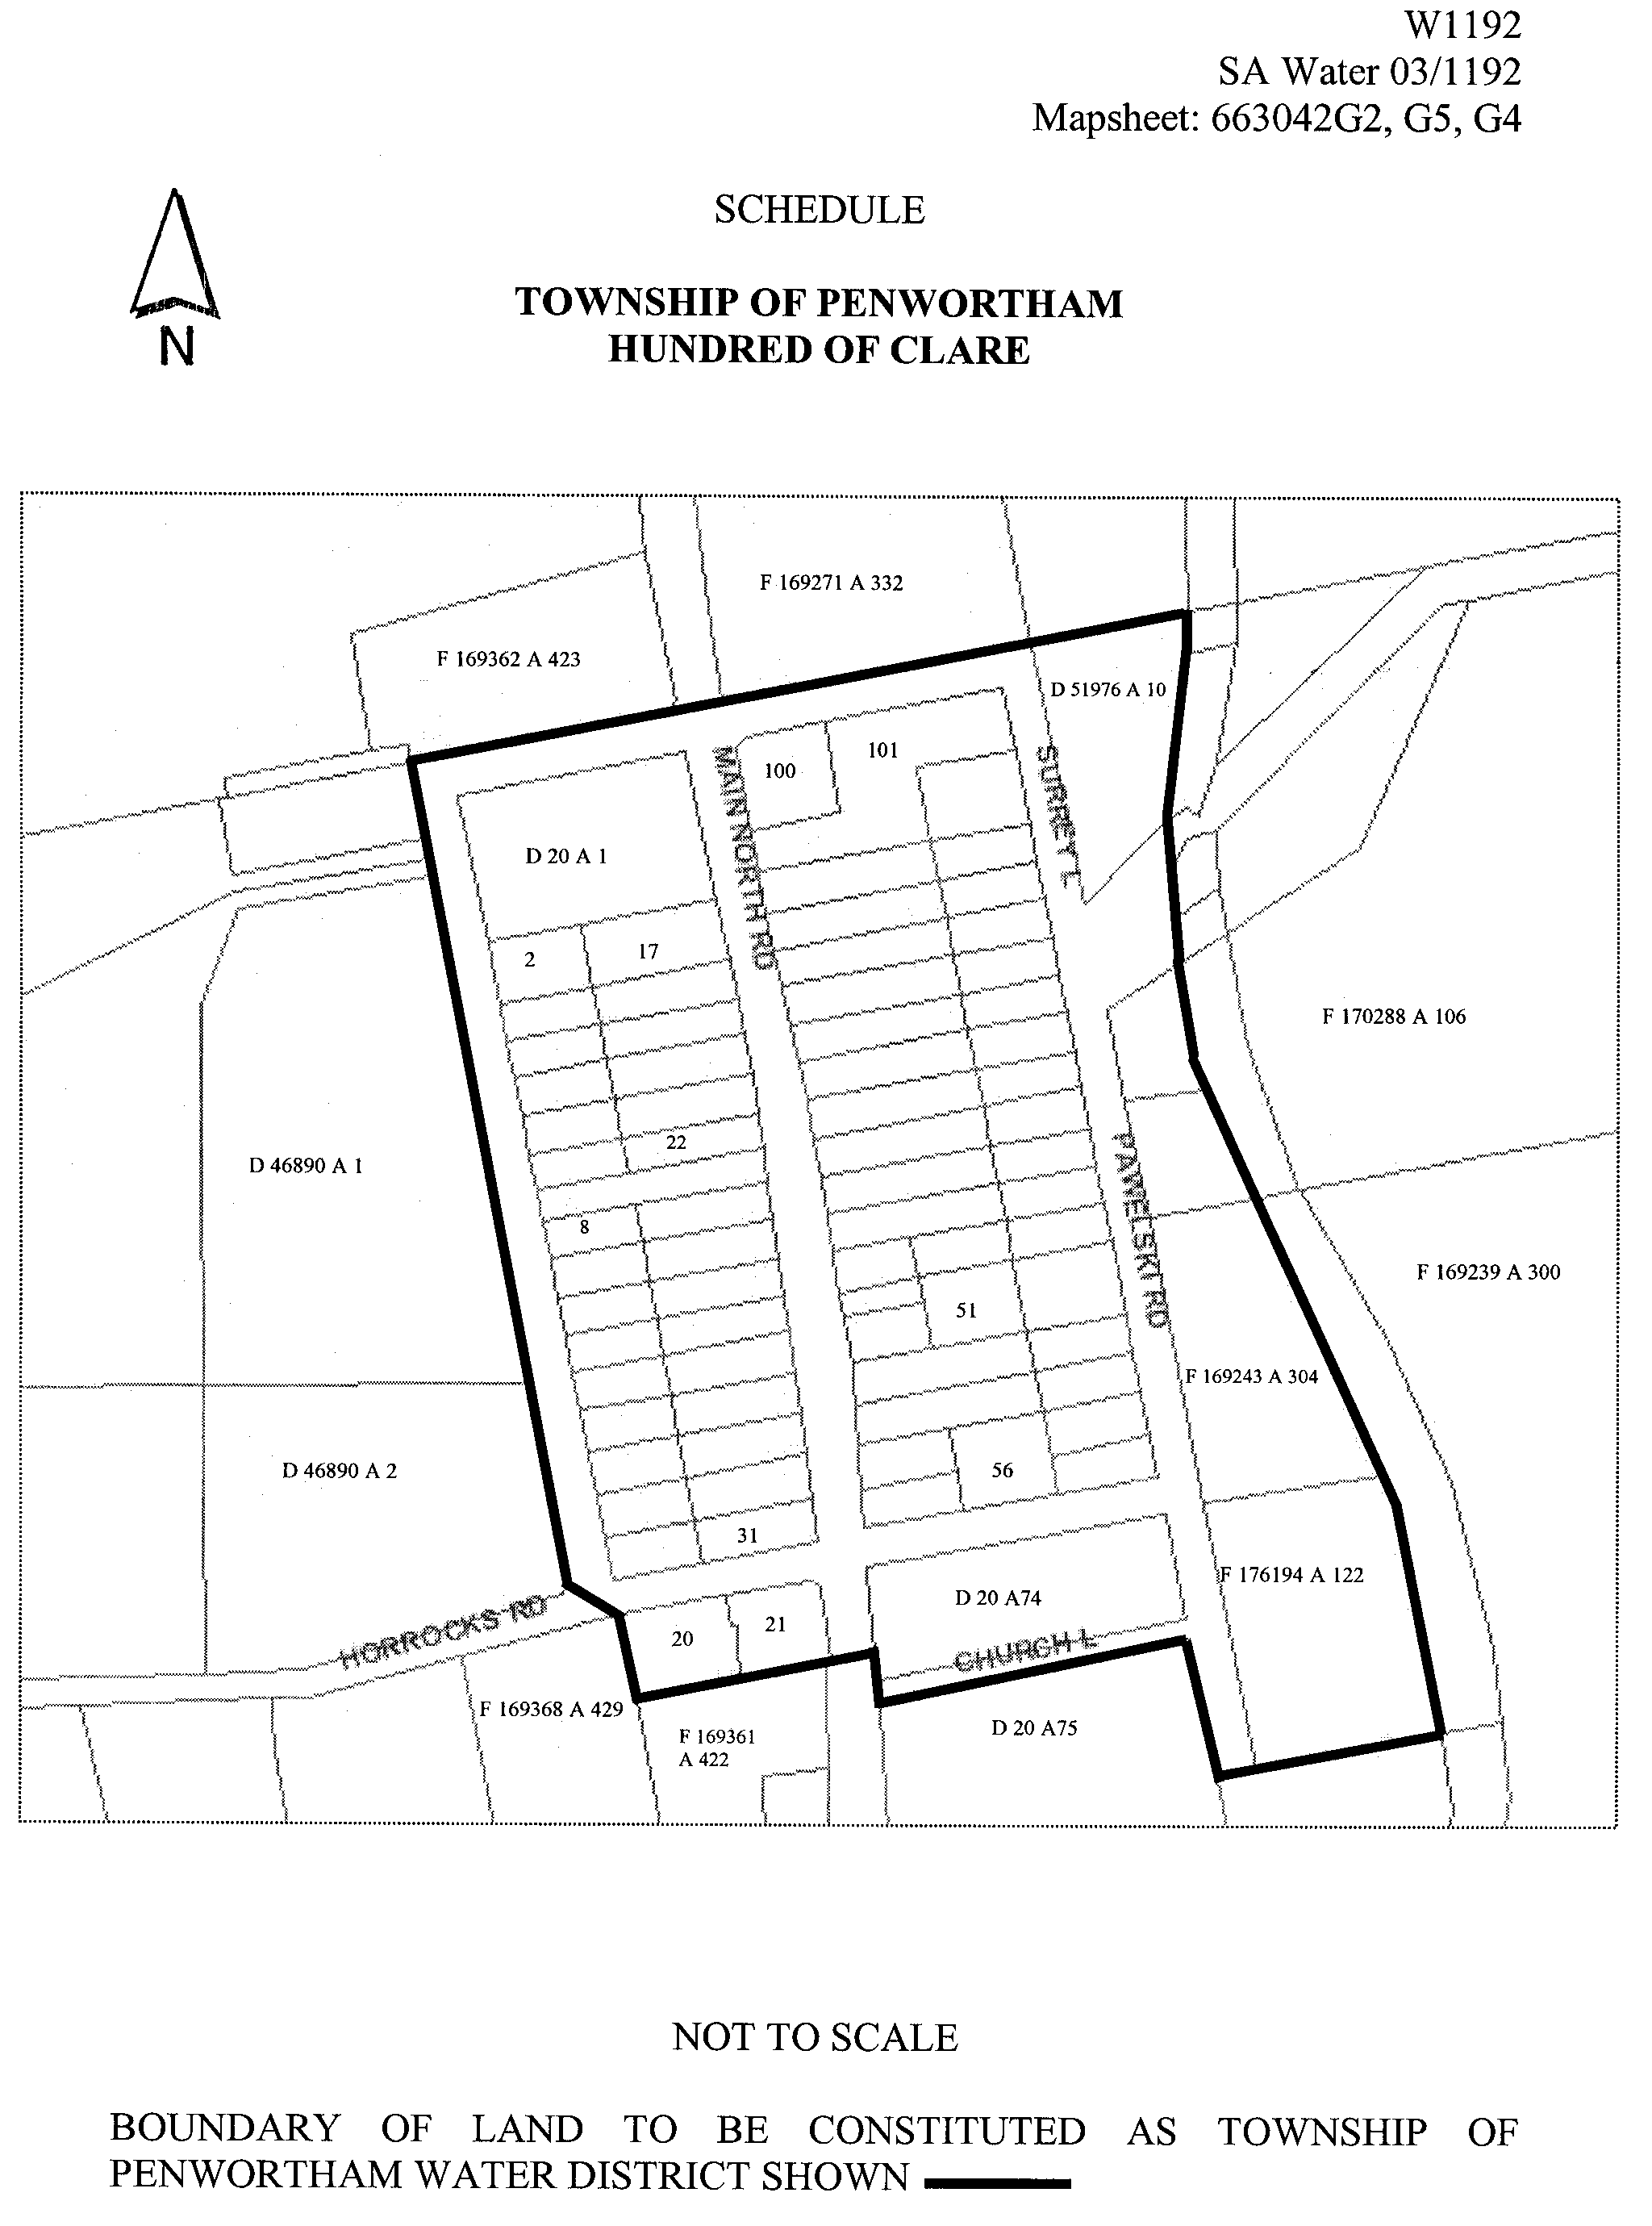 W1192
SA Water 03/1192
Mapsheet: 663042G2, G5, G4
N
SCHEDULE
TOWNSHIP OF PENWORTHAM
HUNDRED OF CLARE
F 169271 A 332
F 169362 A 423
D 51976 A 10
MAIN NORTH RD
100
101
SURREY L
D 20 A 1
2
17
F 170288 A 106
22
D 46890 A 1
PAWELSKI RD
8
F 169239 A 300
51
F 169243 A 304
D 46890 A 2
56
31
F 176194 A 122
HORROCKS RD
20
21
D 20 A74
CHURCH L
F 169368 A 429
F 169361
A 422
D 20 A75
NOT TO SCALE
BOUNDARY OF LAND TO BE CONSTITUTED AS TOWNSHIP OF
PENWORTHAM WATER DISTRICT SHOWN